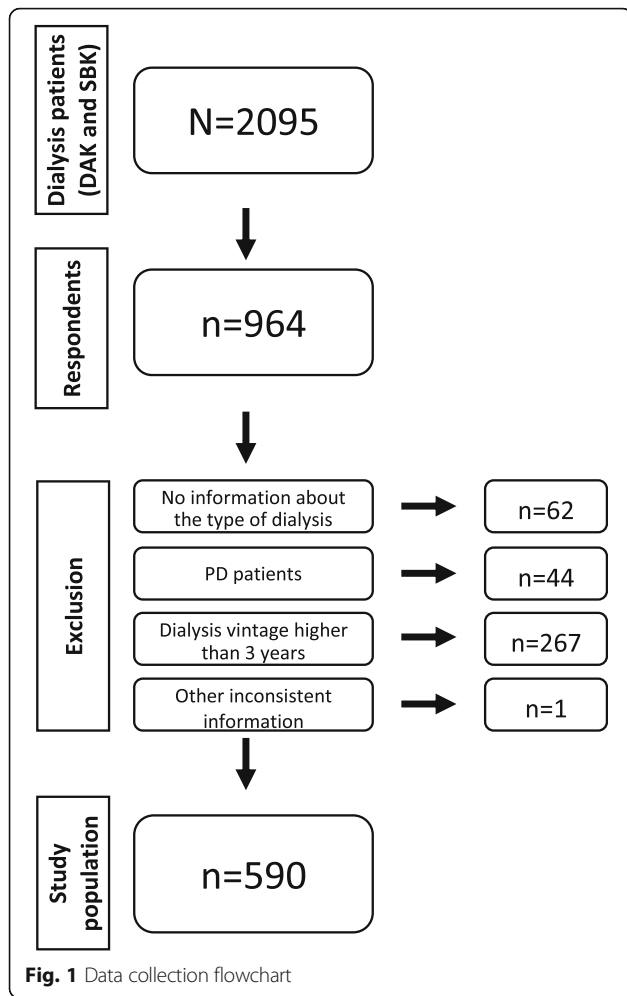 Dialysis patients
(DAK and SBK)
N=2095
Respondents
n=964
Exclusion
No information about
the type of dialysis
n=62
PD patients
n=44
Dialysis vintage higher
than 3 years
n=267
Other inconsistent
information
n=1
Study
population
n=590
Fig. 1 Data collection flowchart